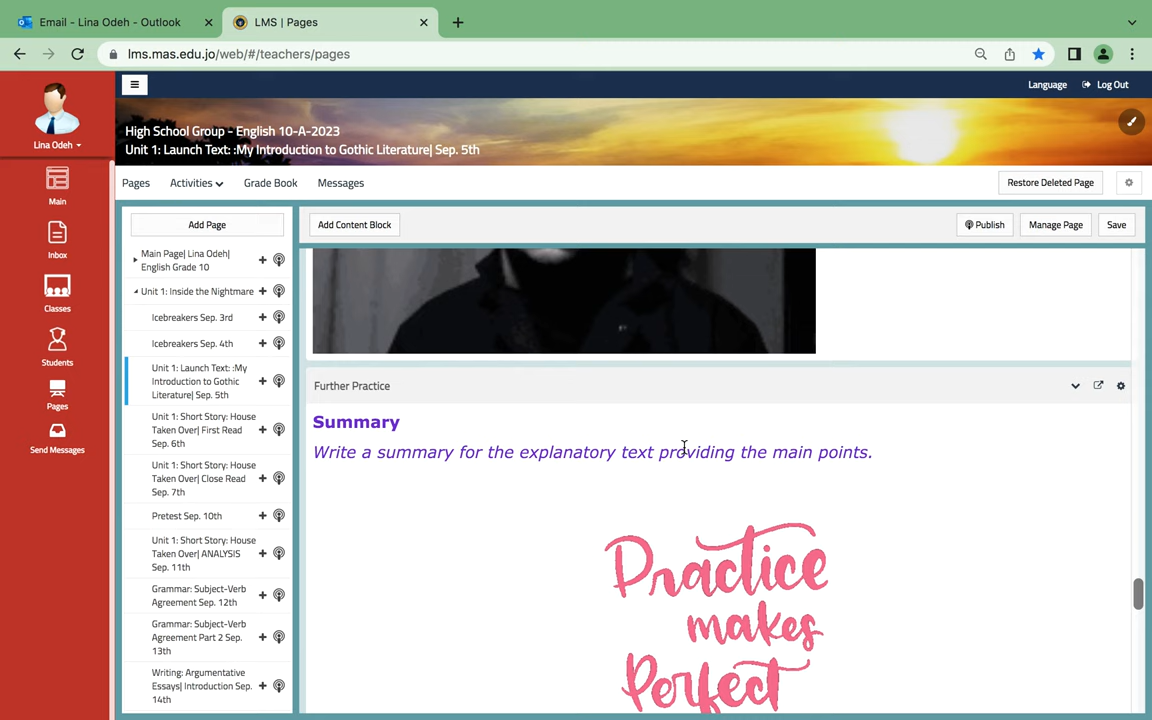 Email - Lina Odeh - Outlook
LMS | Pages
lms.mas.edu.jo/web/#/teachers/pages
Language
Log Out
Lina Odeh
High School Group - English 10-A-2023
Unit 1: Launch Text: :My Introduction to Gothic Literature| Sep. 5th
Main
Inbox
Classes
Students
Pages
Send Messages
Pages
Activities
Grade Book
Messages
Restore Deleted Page
Add Page
Main Page| Lina Odeh|
English Grade 10
Unit 1: Inside the Nightmare
Icebreakers Sep. 3rd
Icebreakers Sep. 4th
Unit 1: Launch Text: :My
Introduction to Gothic
Literature| Sep. 5th
Unit 1: Short Story: House
Taken Over| First Read
Sep. 6th
Unit 1: Short Story: House
Taken Over| Close Read
Sep. 7th
Pretest Sep. 10th
Unit 1: Short Story: House
Taken Over| ANALYSIS
Sep. 11th
Grammar: Subject-Verb
Agreement Sep. 12th
Grammar: Subject-Verb
Agreement Part 2 Sep.
13th
Writing: Argumentative
Essays| Introduction Sep.
14th
Add Content Block
Publish
Manage Page
Save
Further Practice
Summary
Write a summary for the explanatory text providing the main points.
Practice
makes
Perfect